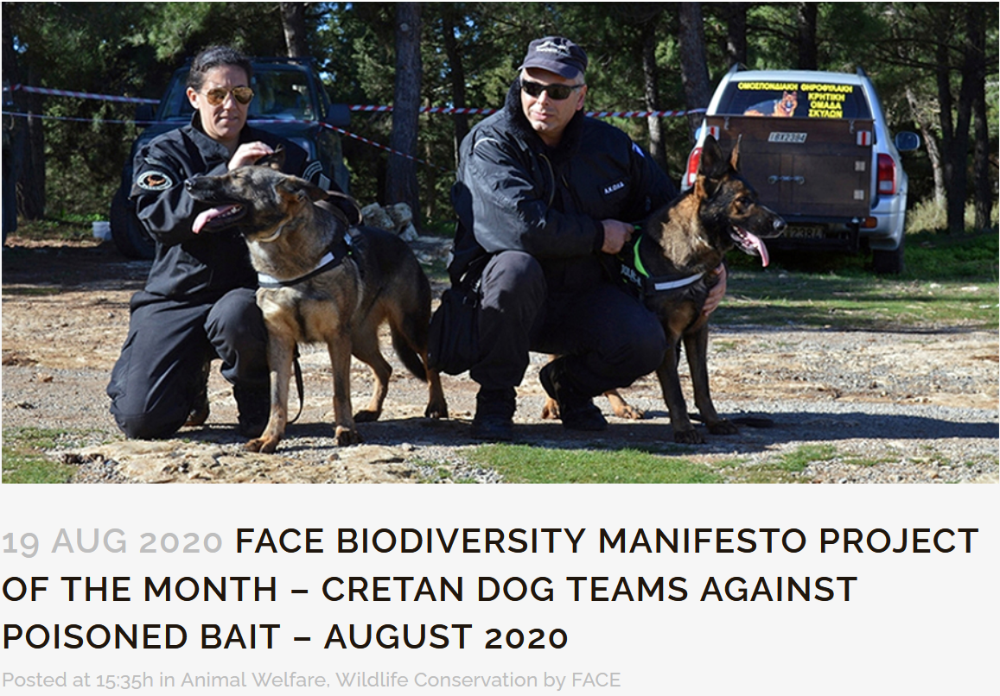 ΟΜΟΣΠΟΝΔΙΑΚΗ ΘΗΡΟΦΥΛΑΚΗ
ΚΡΗΤΙΚΗ
ΟΜΑΔΑ
ΣΚΥΛΩΝ
Α.Κ.Ο.Λ.Δ
19 AUG 2020 FACE BIODIVERSITY MANIFESTO PROJECT
OF THE MONTH – CRETAN DOG TEAMS AGAINST
POISONED BAIT – AUGUST 2020
Posted at 15:35h in Animal Welfare, Wildlife Conservation by FACE